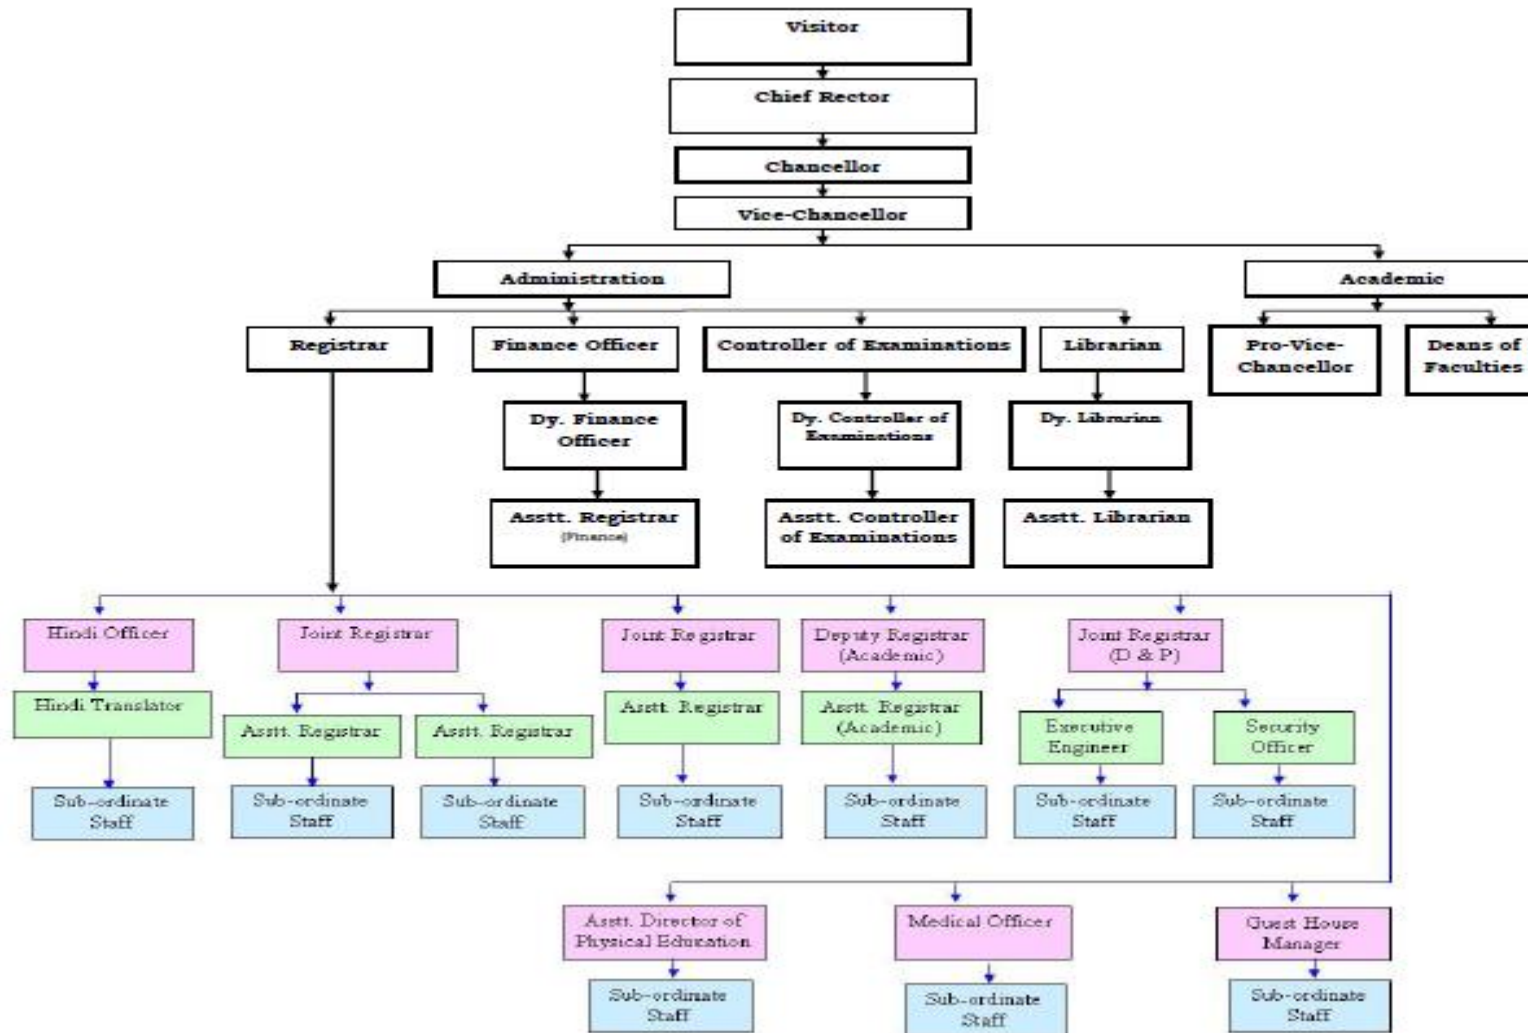 Visitor
Chief Rector
Chancellor
Vice-Chancellor
Administration
Academic
Registrar
Finance Officer
Controller of Examinations
Librarian
Pro-Vice-
Chancellor
Deans of
Faculties
Dy. Finance
Officer
Dy. Controller of
Examinations
Dy. Librarian
Asstt. Registrar
(Finance)
Asstt. Controller
of Examinations
Asstt. Librarian
Hindi Officer
Joint Registrar
Joint Registrar
Deputy Registrar
(Academic)
Joint Registrar
(D & P)
Hindi Translator
Asstt. Registrar
Asstt. Registrar
Asstt. Registrar
Asstt. Registrar
(Academic)
Executive
Engineer
Security
Officer
Sub-ordinate
Staff
Sub-ordinate
Staff
Sub-ordinate
Staff
Sub-ordinate
Staff
Sub-ordinate
Staff
Sub-ordinate
Staff
Sub-ordinate
Staff
Asstt. Director of
Physical Education
Medical Officer
Guest House
Manager
Sub-ordinate
Staff
Sub-ordinate
Staff
Sub-ordinate
Staff